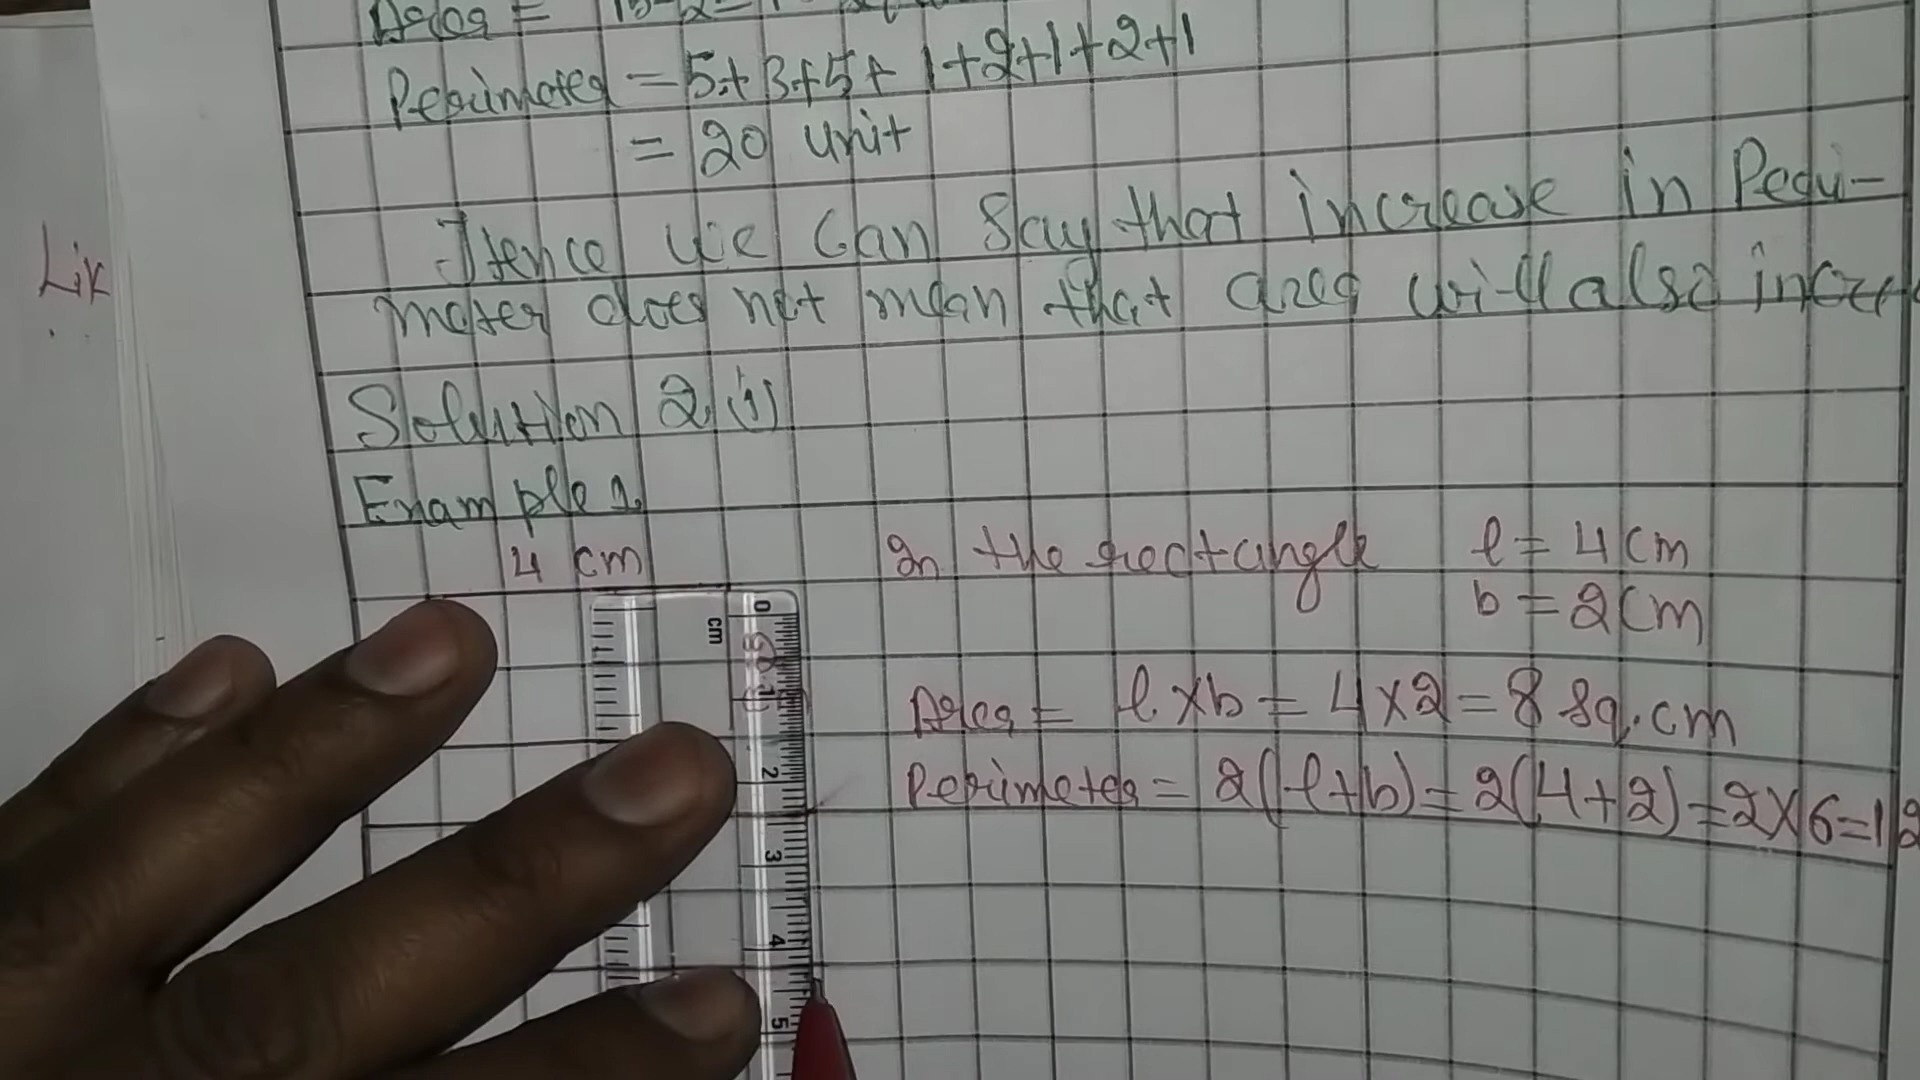 Area =
Perimeter = 5+3+5+1+2+1+2+1
= 20 unit
Hence we can say that increase in Peri-
meter does not mean that area will also incre
Solution 2 (i)
Example 1
4 cm
In the rectangle l = 4 cm
b = 2 cm
Area = l × b = 4 × 2 = 8 sq. cm
Perimeter = 2(l+b) = 2(4+2) = 2×6 = 12
Lik
cm 0 1 2 3 4 5